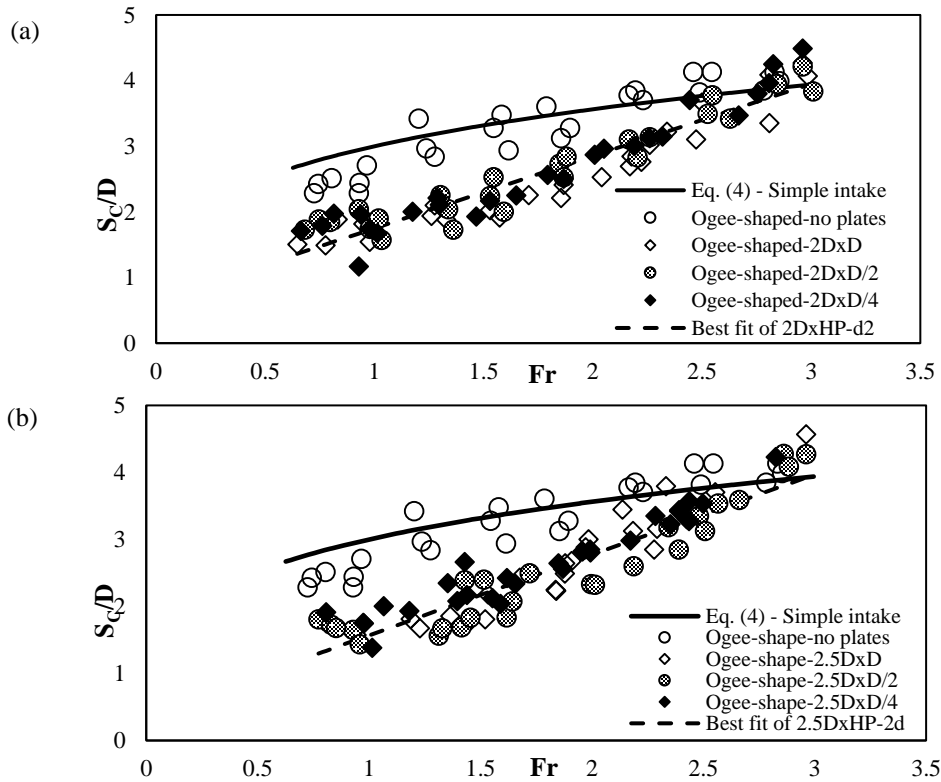 (a)
5
4
3
2
1
0
S_C/D
Eq. (4) - Simple intake
Ogee-shaped-no plates
Ogee-shaped-2DxD
Ogee-shaped-2DxD/2
Ogee-shaped-2DxD/4
Best fit of 2DxHP-d2
0 0.5 1 1.5 2 2.5 3 3.5
Fr
(b)
5
4
3
2
1
0
S_C/D
Eq. (4) - Simple intake
Ogee-shape-no plates
Ogee-shape-2.5DxD
Ogee-shape-2.5DxD/2
Ogee-shape-2.5DxD/4
Best fit of 2.5DxHP-2d
0 0.5 1 1.5 2 2.5 3 3.5
Fr